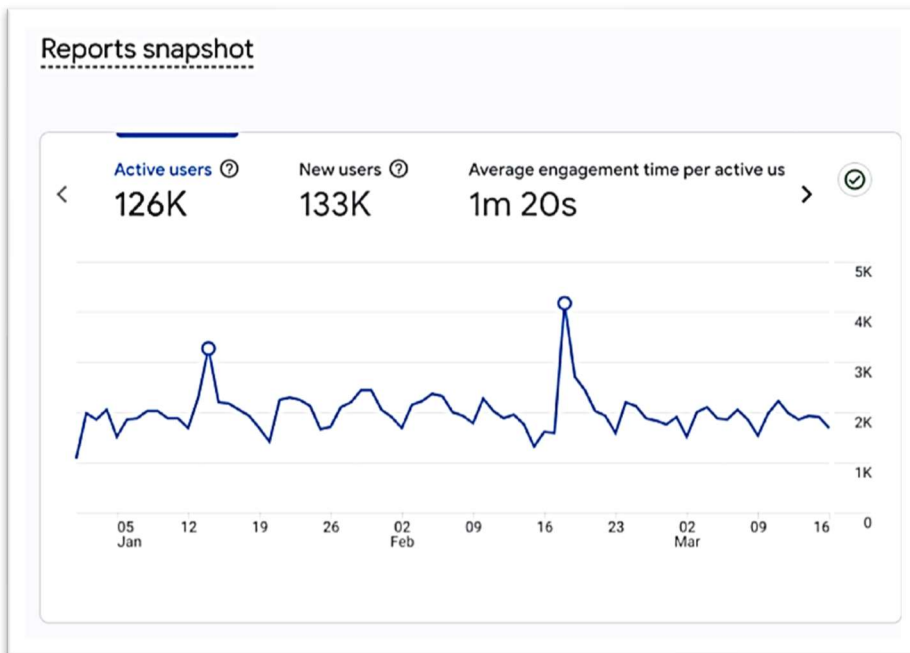 Reports snapshot
Active users
New users
Average engagement time per active us
126K
133K
1m 20s
5K
4K
3K
2K
1K
0
05 12 19 26 02 09 16 23 02 09 16
Jan Feb Mar